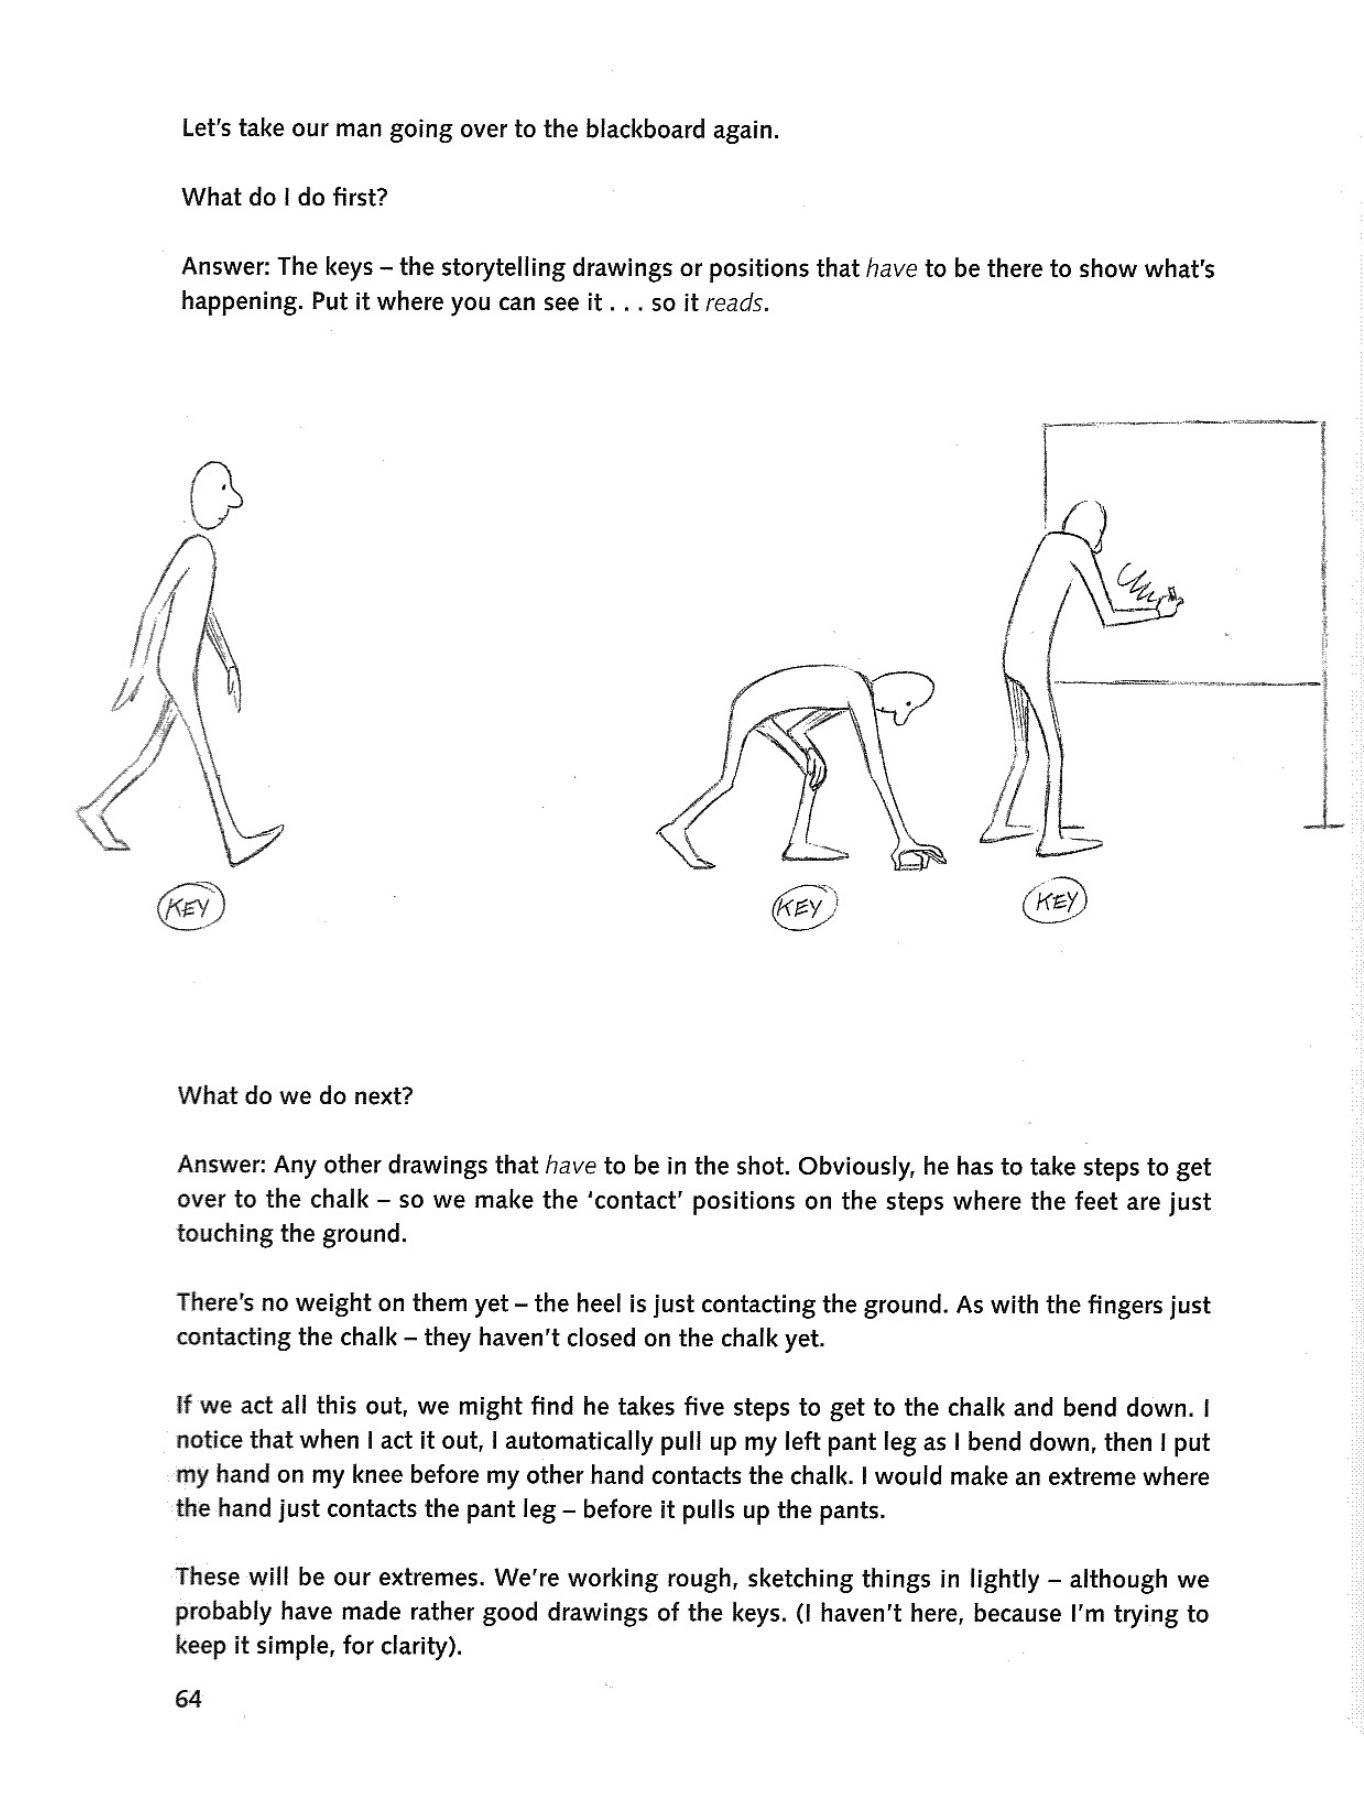 Let's take our man going over to the blackboard again.
What do I do first?
Answer: The keys – the storytelling drawings or positions that have to be there to show what's
happening. Put it where you can see it . . . so it reads.
KEY
KEY
KEY
What do we do next?
Answer: Any other drawings that have to be in the shot. Obviously, he has to take steps to get
over to the chalk – so we make the 'contact' positions on the steps where the feet are just
touching the ground.
There's no weight on them yet – the heel is just contacting the ground. As with the fingers just
contacting the chalk – they haven't closed on the chalk yet.
If we act all this out, we might find he takes five steps to get to the chalk and bend down. I
notice that when I act it out, I automatically pull up my left pant leg as I bend down, then I put
my hand on my knee before my other hand contacts the chalk. I would make an extreme where
the hand just contacts the pant leg – before it pulls up the pants.
These will be our extremes. We're working rough, sketching things in lightly – although we
probably have made rather good drawings of the keys. (I haven't here, because I'm trying to
keep it simple, for clarity).
64